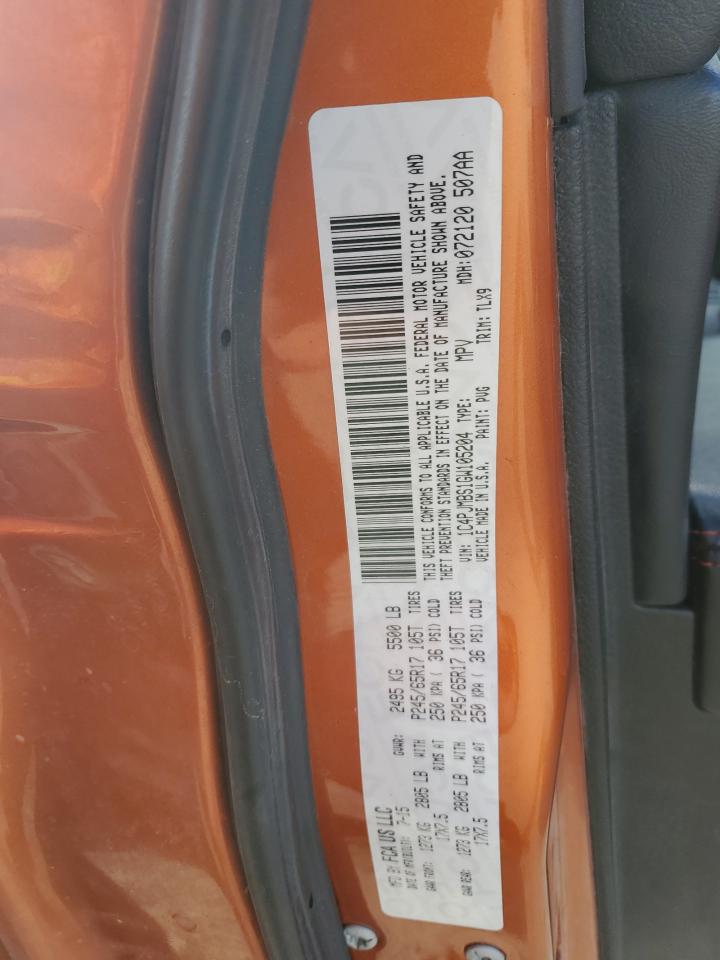 MFD BY FCA US LLC
DATE OF MFR(BUILT): 7-15 GVWR: 2495 KG 5500 LB
GAWR FRONT: 1273 KG 2805 LB WITH P245/65R17 105T TIRES
17X7.5 RIMS AT 250 KPA ( 36 PSI) COLD
GAWR REAR: 1273 KG 2805 LB WITH P245/65R17 105T TIRES
17X7.5 RIMS AT 250 KPA ( 36 PSI) COLD
THIS VEHICLE CONFORMS TO ALL APPLICABLE U.S.A. FEDERAL MOTOR VEHICLE SAFETY AND
THEFT PREVENTION STANDARDS IN EFFECT ON THE DATE OF MANUFACTURE SHOWN ABOVE.
VIN: 1C4PJMBS1GW105204 TYPE: MPV MDH:072120 507AA
VEHICLE MADE IN U.S.A. PAINT: PVG TRIM: TLX9